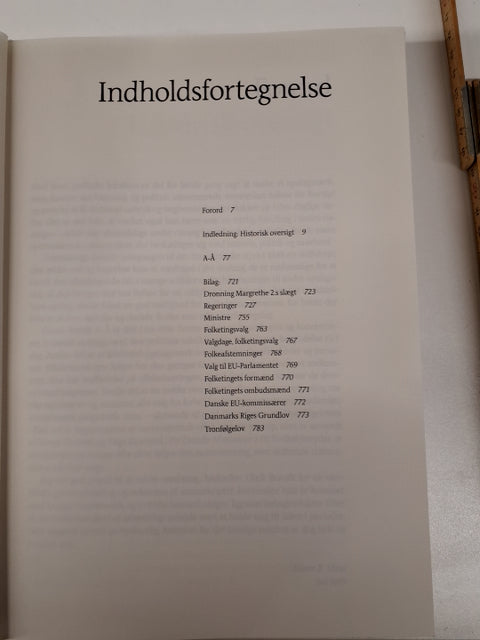 Indholdsfortegnelse
Forord 7
Indledning: Historisk oversigt 9
A-Å 77
Bilag: 721
Dronning Margrethe 2.s slægt 723
Regeringer 727
Ministre 735
Folketingsvalg 763
Valgdage, folketingsvalg 767
Folkeafstemninger 768
Valg til EU-Parlamentet 769
Folketingets formænd 770
Folketingets ombudsmænd 771
Danske EU-kommissærer 772
Danmarks Riges Grundlov 773
Tronfølgelov 783